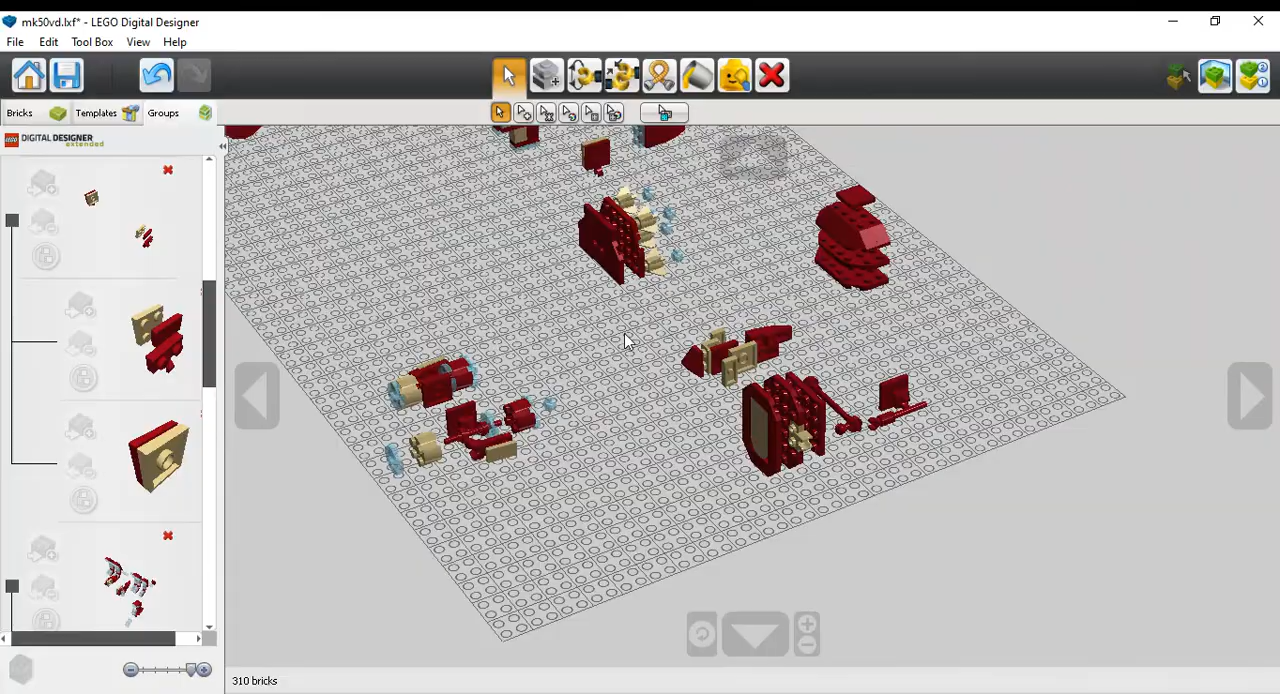 mk50vd.lxf* - LEGO Digital Designer
File Edit Tool Box View Help
Bricks Templates Groups
LEGO DIGITAL DESIGNER
extended
310 bricks